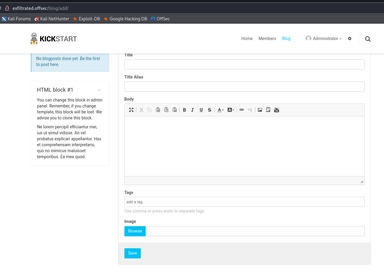 exfiltrated.offsec/blog/add/
Kali Forums Kali NetHunter Exploit-DB Google Hacking DB OffSec
KICKSTART
Home Members Blog Administrator
No blogposts done yet. Be the first
to post here.
HTML block #1
You can change this block in admin
panel. Remember, if you change
template, this block will be lost. We
advise you to clone this block.
Ne lorem percipit efficiantur mei,
ius ut simul vidisse. An vel
probatus explicari appellantur. Has
et comprehensam interpretaris,
quo no minimum maluisset
temporibus. Ea meis quod.
Title
Title Alias
Body
B I U S A A
Tags
add a tag
Use comma or press enter to separate tags
Image
Browse
Save